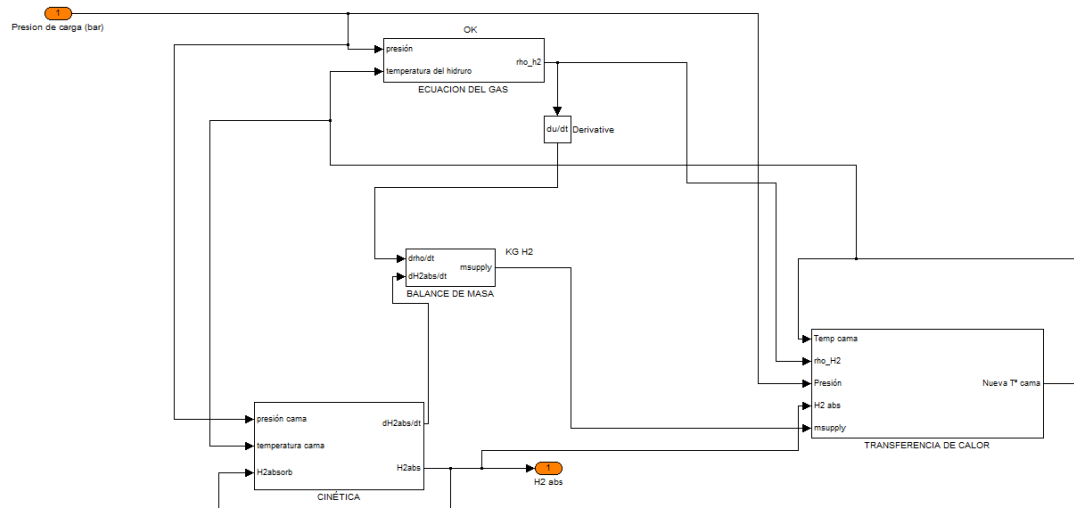 1
Presion de carga (bar)
OK
presión
temperatura del hidruro
rho_h2
ECUACION DEL GAS
du/dt
Derivative
KG H2
drho/dt
dH2abs/dt
msupply
BALANCE DE MASA
Temp cama
rho_H2
Presión
H2 abs
msupply
Nueva Tª cama
TRANSFERENCIA DE CALOR
presión cama
temperatura cama
H2absorb
dH2abs/dt
H2abs
CINÉTICA
1
H2 abs